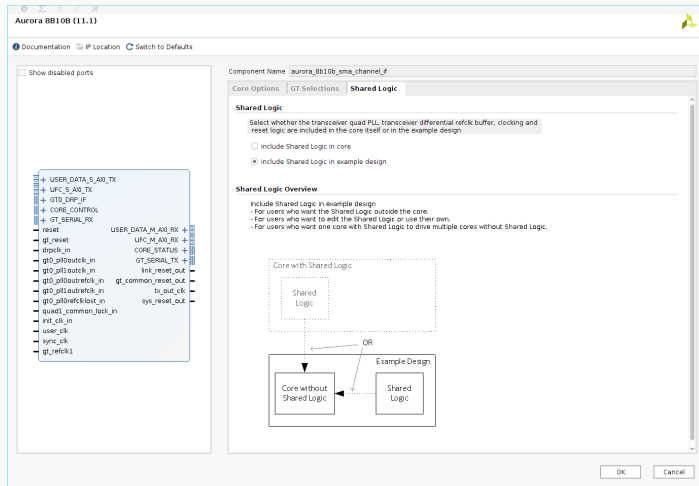 Aurora 8B10B (11.1)
Documentation IP Location Switch to Defaults
Show disabled ports
Component Name aurora_8b10b_sma_channel_if
Core Options GT Selections Shared Logic
Shared Logic
Select whether the transceiver quad PLL, transceiver differential refclk buffer, clocking and
reset logic are included in the core itself or in the example design
include Shared Logic in core
include Shared Logic in example design
Shared Logic Overview
Include Shared Logic in example design
- For users who want the Shared Logic outside the core.
- For users who want to edit the Shared Logic or use their own.
- For users who want one core with Shared Logic to drive multiple cores without Shared Logic.
+ USER_DATA_S_AXI_TX
+ UFC_S_AXI_TX
+ GT0_DRP_IF
+ CORE_CONTROL
+ GT_SERIAL_RX
reset USER_DATA_M_AXI_RX +
gt_reset UFC_M_AXI_RX +
drpclk_in CORE_STATUS +
gt0_pll0outclk_in GT_SERIAL_TX +
gt0_pll1outclk_in link_reset_out
gt0_pll0outrefclk_in gt_common_reset_out
gt0_pll1outrefclk_in tx_out_clk
gt0_pll0refclklost_in sys_reset_out
quad1_common_lock_in
init_clk_in
user_clk
sync_clk
gt_refclk1
Core with Shared Logic
Shared
Logic
OR
Example Design
Core without
Shared Logic
Shared
Logic
OK Cancel